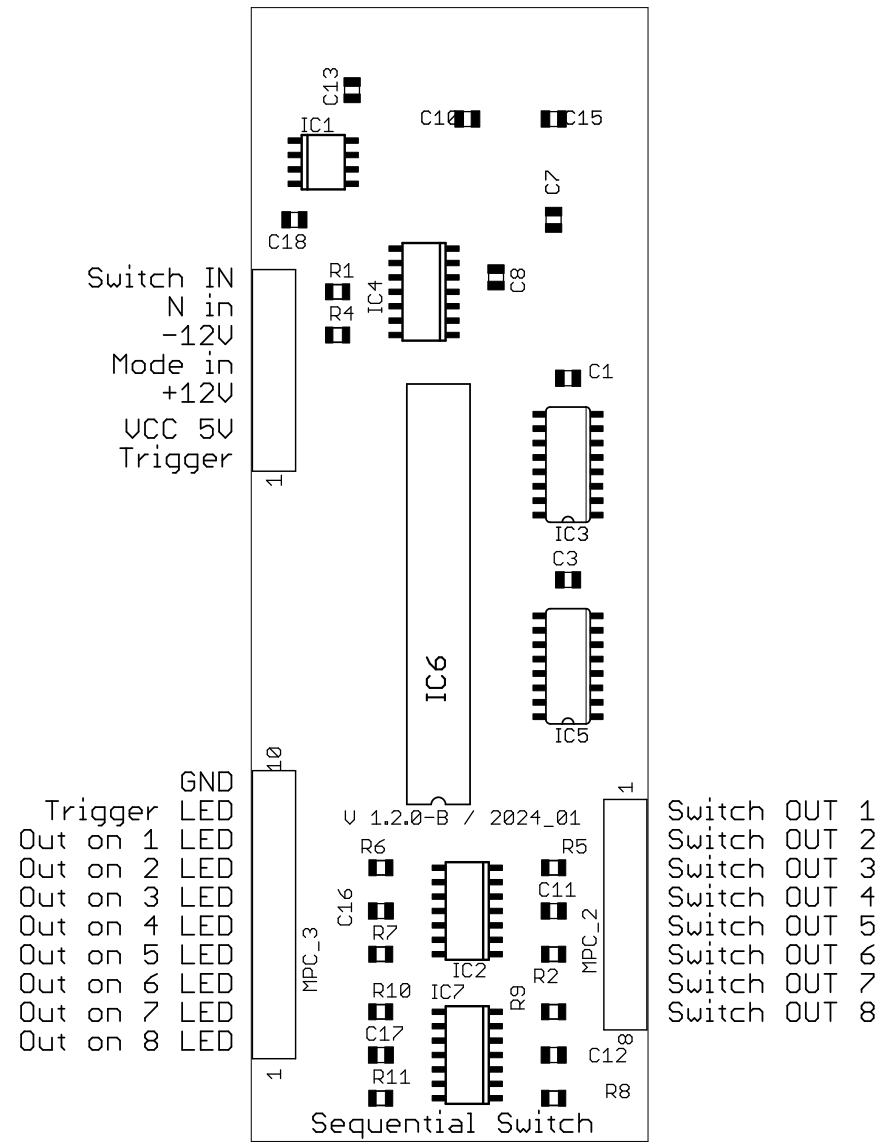 C13
C10
C15
IC1
C7
C18
Switch IN
R1
C8
IC4
N in
R4
-12V
Mode in
C1
+12V
VCC 5V
Trigger
1
IC3
C3
IC6
IC5
10
GND
1
Trigger LED
V 1.2.0-B / 2024_01
Switch OUT 1
Out on 1 LED
Switch OUT 2
R6
R5
Out on 2 LED
Switch OUT 3
C11
Out on 3 LED
Switch OUT 4
C16
Out on 4 LED
Switch OUT 5
R7
MPC_3
MPC_2
Out on 5 LED
Switch OUT 6
IC2
R2
Out on 6 LED
Switch OUT 7
R10
IC7
R9
Out on 7 LED
Switch OUT 8
C17
8
Out on 8 LED
C12
1
R11
R8
Sequential Switch